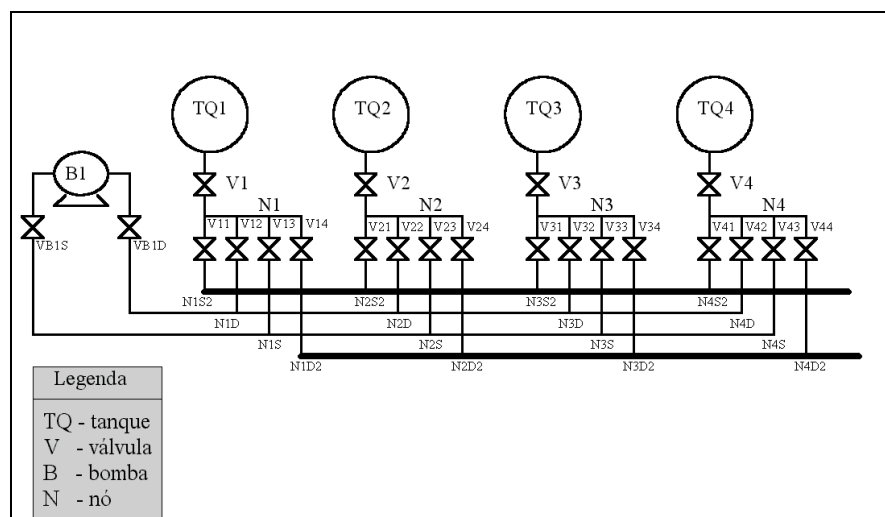 TQ1 TQ2 TQ3 TQ4
B1
V1 V2 V3 V4
N1 N2 N3 N4
V11 V12 V13 V14 V21 V22 V23 V24 V31 V32 V33 V34 V41 V42 V43 V44
VB1S VB1D
N1S2 N2S2 N3S2 N4S2
N1D N2D N3D N4D
N1S N2S N3S N4S
N1D2 N2D2 N3D2 N4D2
Legenda
TQ - tanque
V - válvula
B - bomba
N - nó